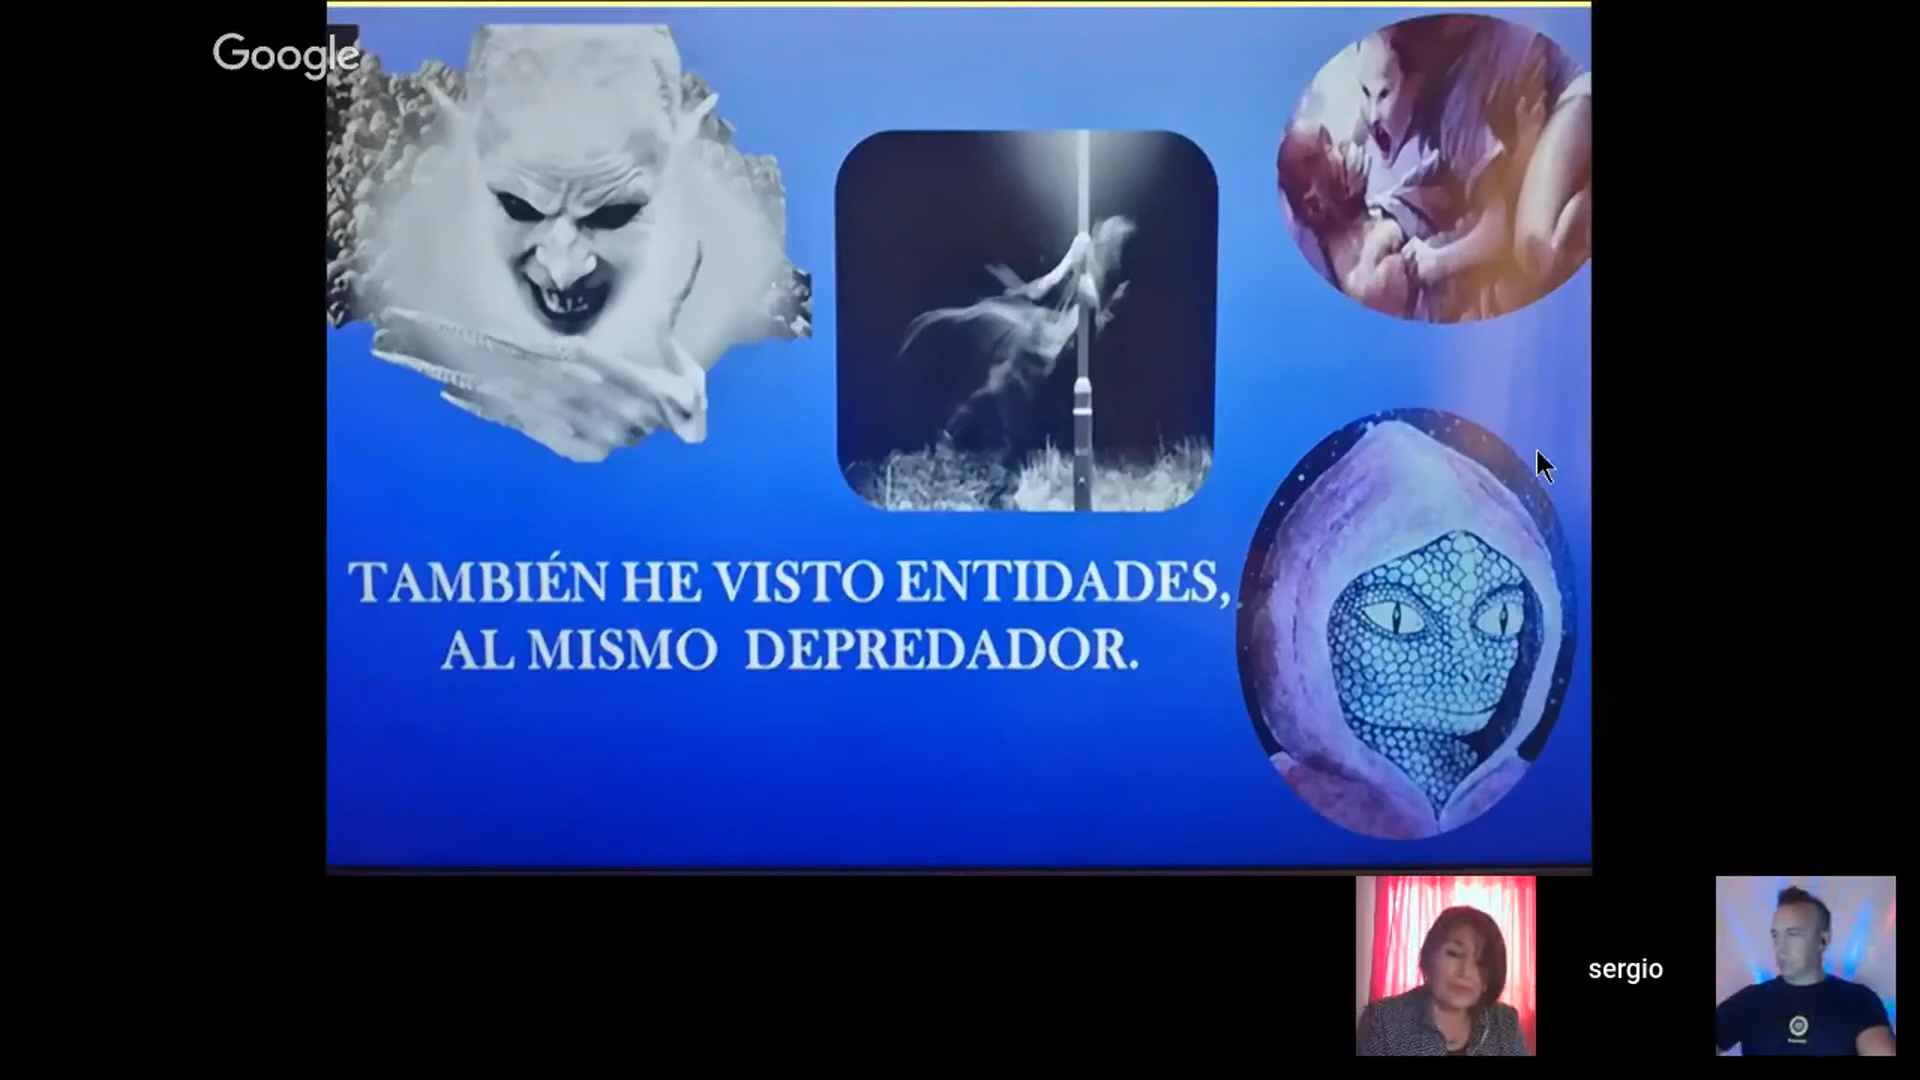 Google
TAMBIÉN HE VISTO ENTIDADES,
AL MISMO DEPREDADOR.
sergio